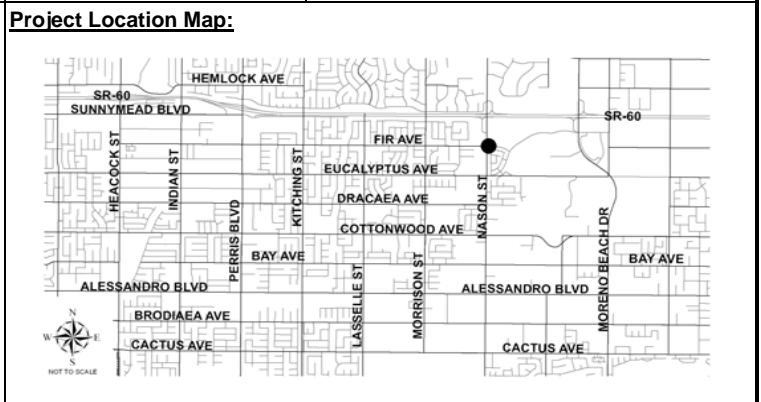 Project Location Map:
HEMLOCK AVE
SR-60
SUNNYMEAD BLVD
SR-60
FIR AVE
EUCALYPTUS AVE
HEACOCK ST
INDIAN ST
PERRIS BLVD
KITCHING ST
DRACAEA AVE
NASON ST
COTTONWOOD AVE
MORENO BEACH DR
BAY AVE
BAY AVE
LASSELLE ST
MORRISON ST
ALESSANDRO BLVD
ALESSANDRO BLVD
BRODIAEA AVE
CACTUS AVE
CACTUS AVE
N
W
E
S
NOT TO SCALE